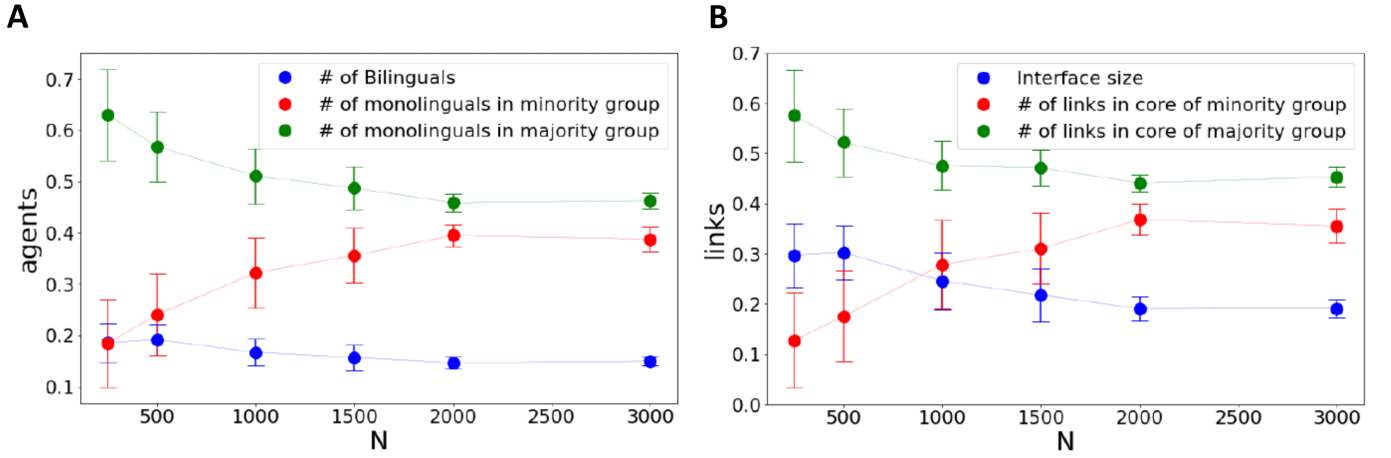 A
agents
0.7
0.6
0.5
0.4
0.3
0.2
0.1
# of Bilinguals
# of monolinguals in minority group
# of monolinguals in majority group
500 1000 1500 2000 2500 3000
N
B
links
0.7
0.6
0.5
0.4
0.3
0.2
0.1
0.0
Interface size
# of links in core of minority group
# of links in core of majority group
500 1000 1500 2000 2500 3000
N